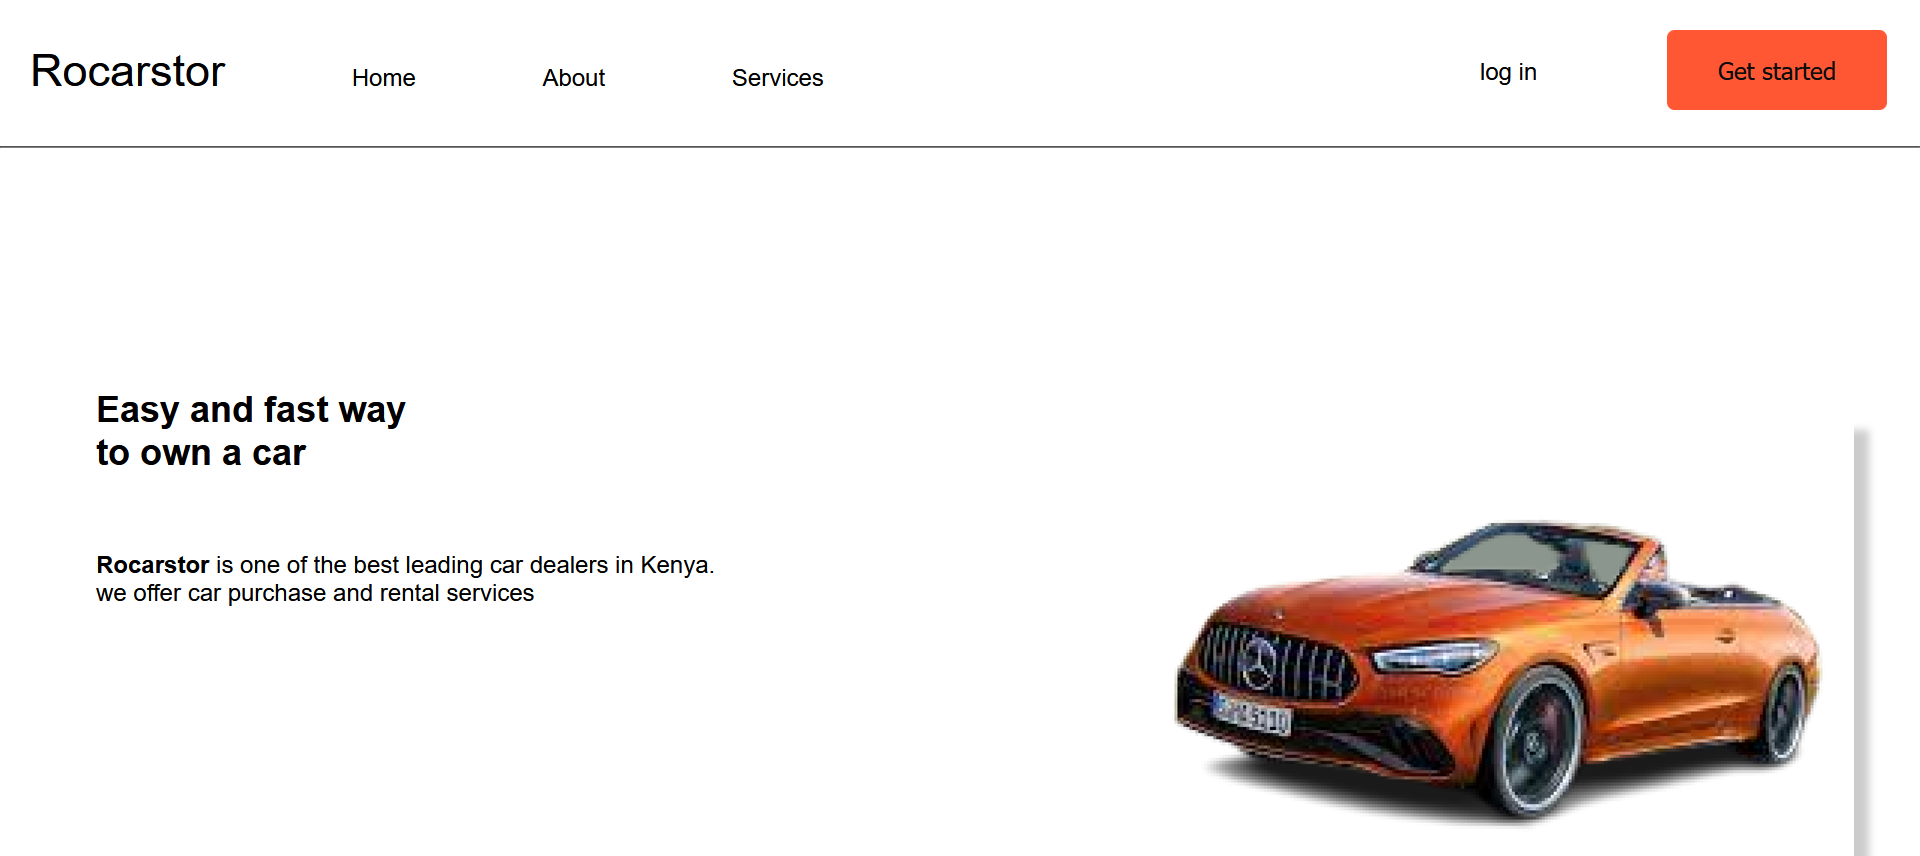 Rocarstor
Home
About
Services
log in
Get started
Easy and fast way
to own a car
Rocarstor is one of the best leading car dealers in Kenya.
we offer car purchase and rental services